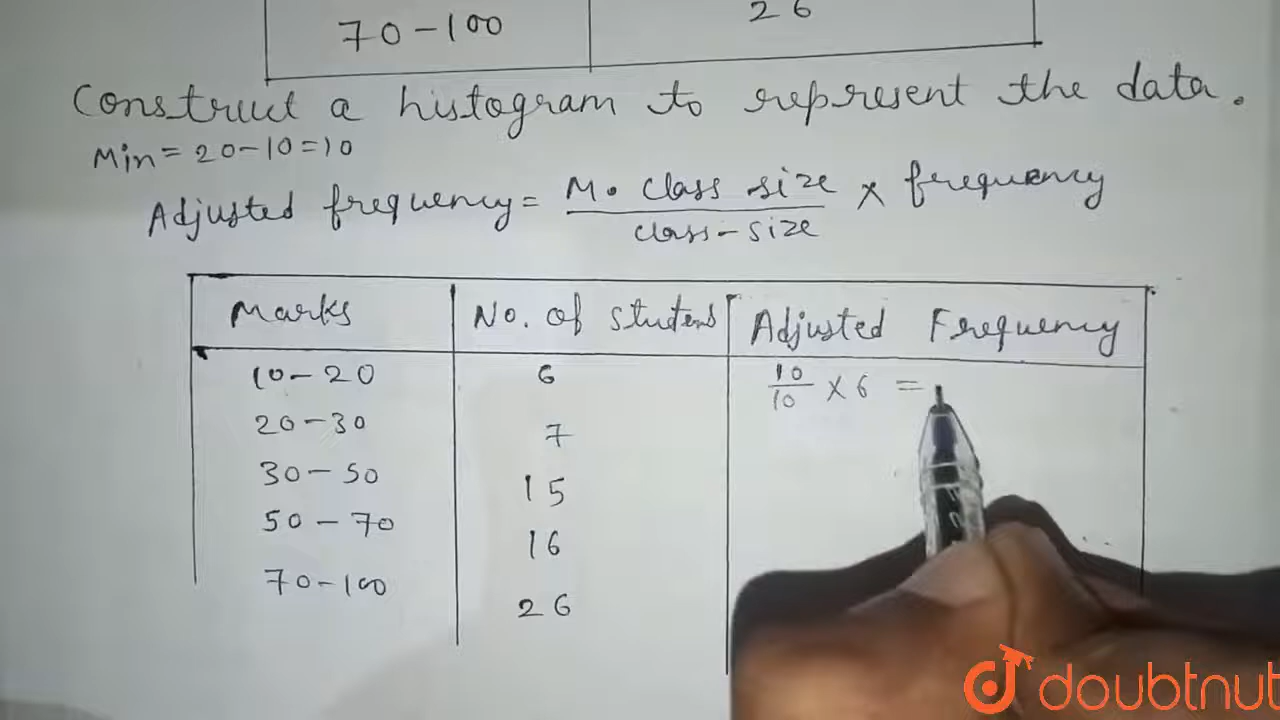 70-100 26
Construct a histogram to represent the data.
Min = 20-10=10
Adjusted frequency = M. class size / class-size × frequency
Marks No. of Student Adjusted Frequency
10-20 6 10/10 × 6 =
20-30 7
30-50 15
50-70 16
70-100 26
doubtnut